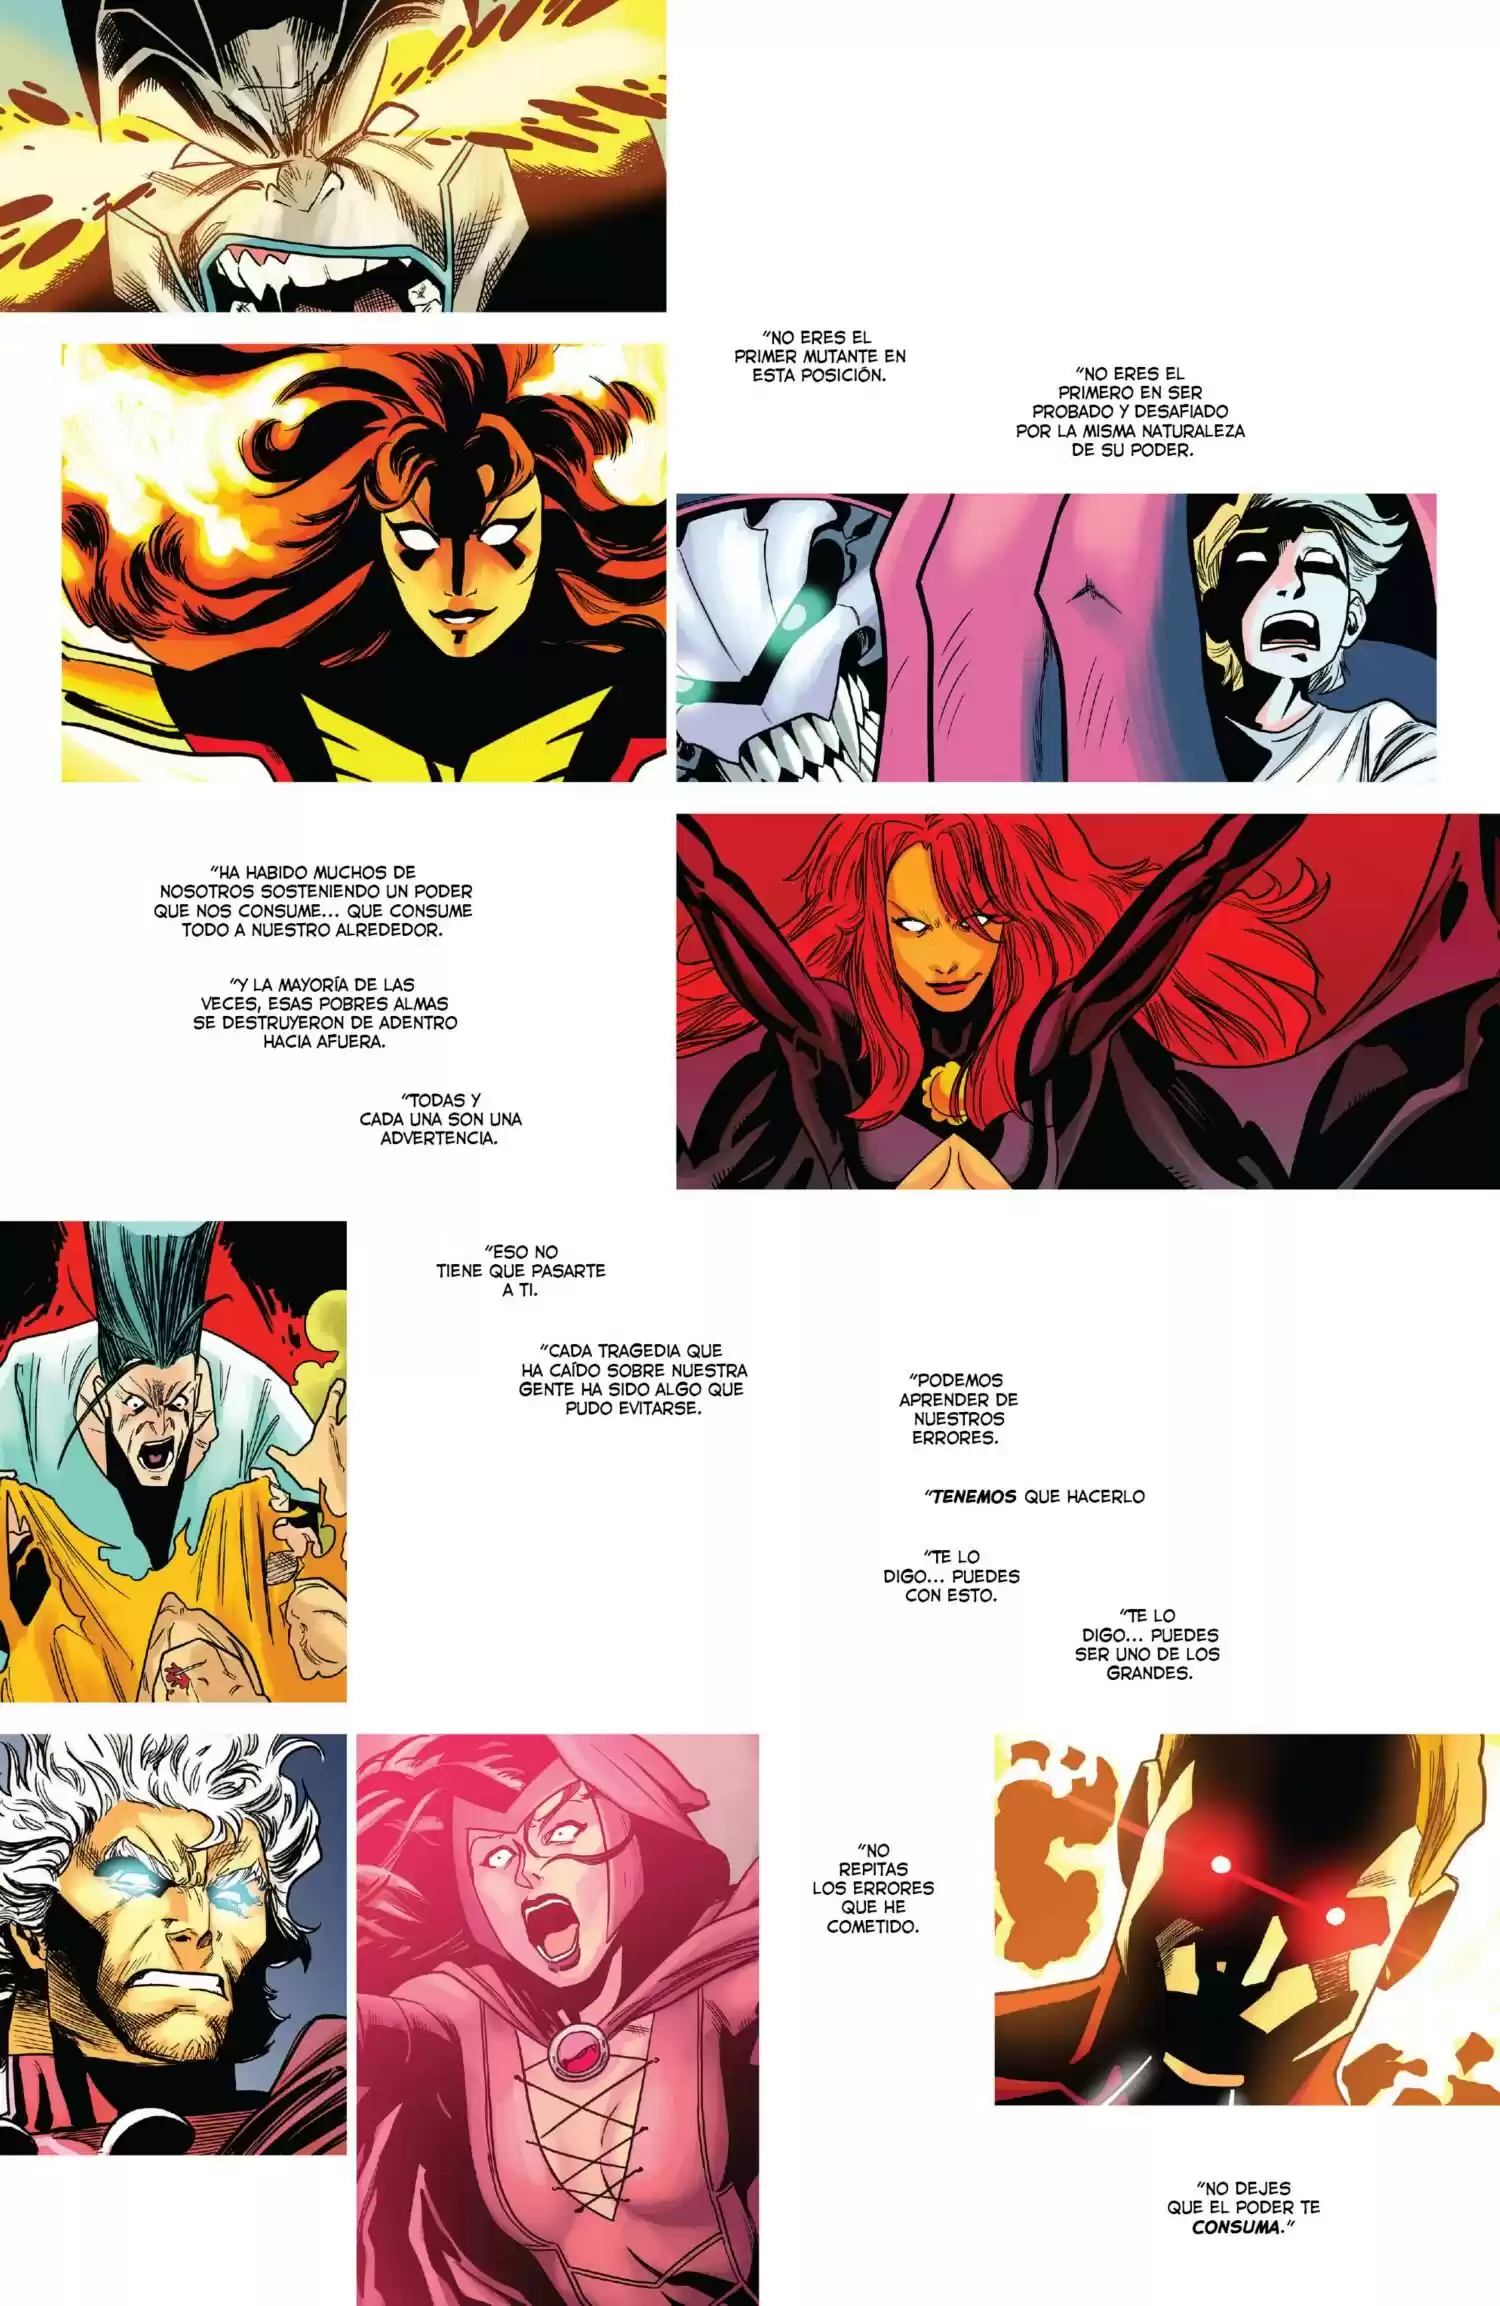 "NO ERES EL
PRIMER MUTANTE EN
ESTA POSICIÓN.
"NO ERES EL
PRIMERO EN SER
PROBADO Y DESAFIADO
POR LA MISMA NATURALEZA
DE SU PODER.
"HA HABIDO MUCHOS DE
NOSOTROS SOSTENIENDO UN PODER
QUE NOS CONSUME... QUE CONSUME
TODO A NUESTRO ALREDEDOR.
"Y LA MAYORÍA DE LAS
VECES, ESAS POBRES ALMAS
SE DESTRUYERON DE ADENTRO
HACIA AFUERA.
"TODAS Y
CADA UNA SON UNA
ADVERTENCIA.
"ESO NO
TIENE QUE PASARTE
A TI.
"CADA TRAGEDIA QUE
HA CAÍDO SOBRE NUESTRA
GENTE HA SIDO ALGO QUE
PUDO EVITARSE.
"PODEMOS
APRENDER DE
NUESTROS
ERRORES.
"TENEMOS QUE HACERLO
"TE LO
DIGO... PUEDES
CON ESTO.
"TE LO
DIGO... PUEDES
SER UNO DE LOS
GRANDES.
"NO
REPITAS
LOS ERRORES
QUE HE
COMETIDO.
"NO DEJES
QUE EL PODER TE
CONSUMA."